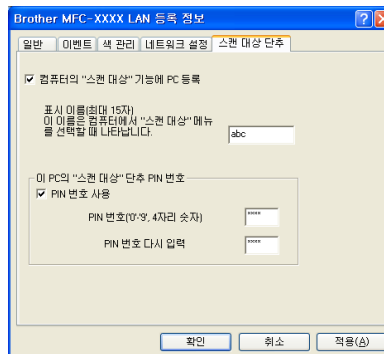 Brother MFC-XXXX LAN 등록 정보
일반 이벤트 색 관리 네트워크 설정 스캔 대상 단추
컴퓨터의 "스캔 대상" 기능에 PC 등록
표시 이름(최대 15자)
이 이름은 컴퓨터에서 "스캔 대상" 메뉴
를 선택할 때 나타납니다.
abc
이 PC의 "스캔 대상" 단추 PIN 번호
PIN 번호 사용
PIN 번호('0'-'9', 4자리 숫자)
****
PIN 번호 다시 입력
****
확인 취소 적용(A)